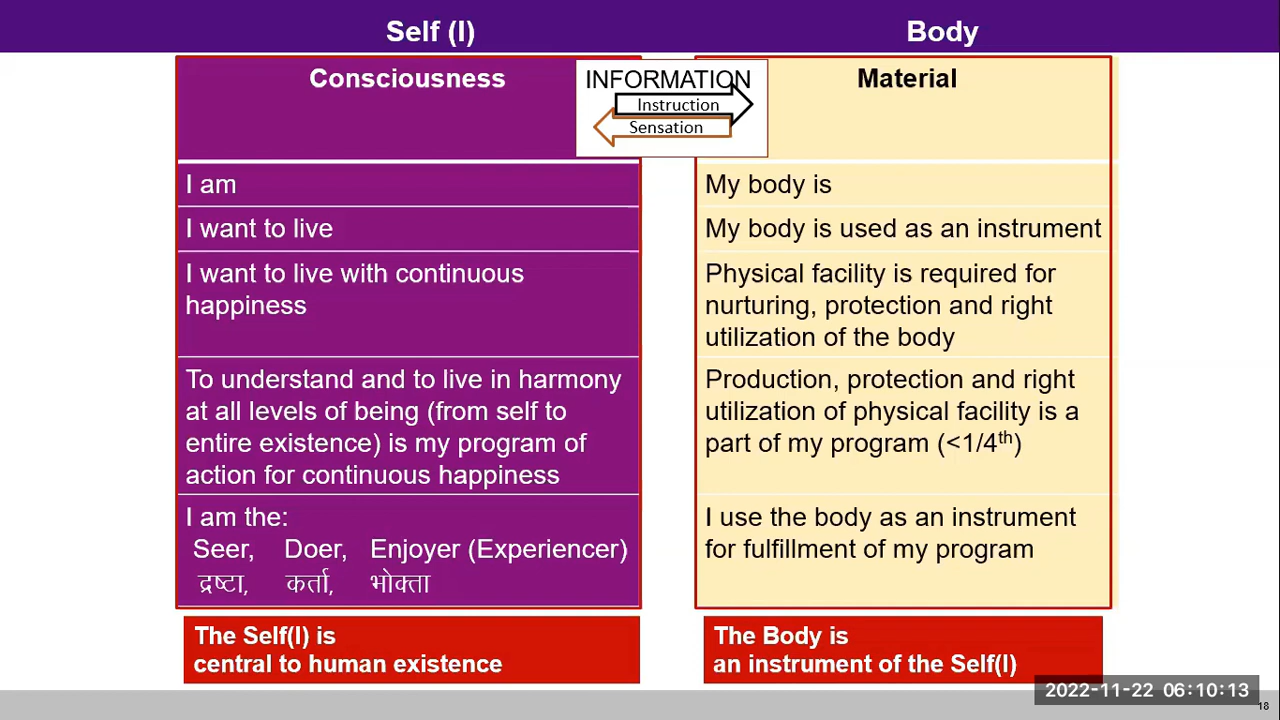 Self (I)
Body
Consciousness
INFORMATION
Instruction
Sensation
Material
I am
My body is
I want to live
My body is used as an instrument
I want to live with continuous
happiness
Physical facility is required for
nurturing, protection and right
utilization of the body
To understand and to live in harmony
at all levels of being (from self to
entire existence) is my program of
action for continuous happiness
Production, protection and right
utilization of physical facility is a
part of my program (<1/4th)
I am the:
Seer, Doer, Enjoyer (Experiencer)
द्रष्टा, कर्ता, भोक्ता
I use the body as an instrument
for fulfillment of my program
The Self(I) is
central to human existence
The Body is
an instrument of the Self(I)
2022-11-22 06:10:13
18